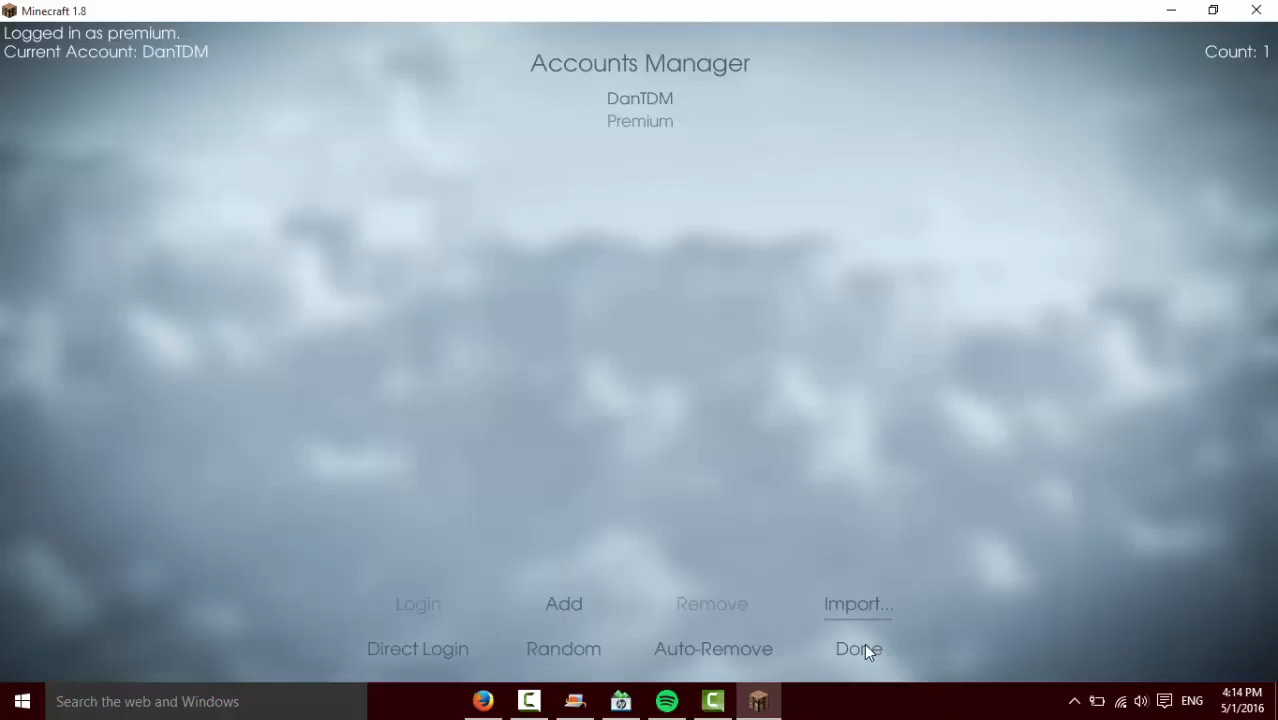 Minecraft 1.8
Logged in as premium.
Current Account: DanTDM
Count: 1
Accounts Manager
DanTDM
Premium
Login
Add
Remove
Import...
Direct Login
Random
Auto-Remove
Done
Search the web and Windows
ENG
4:14 PM
5/1/2016